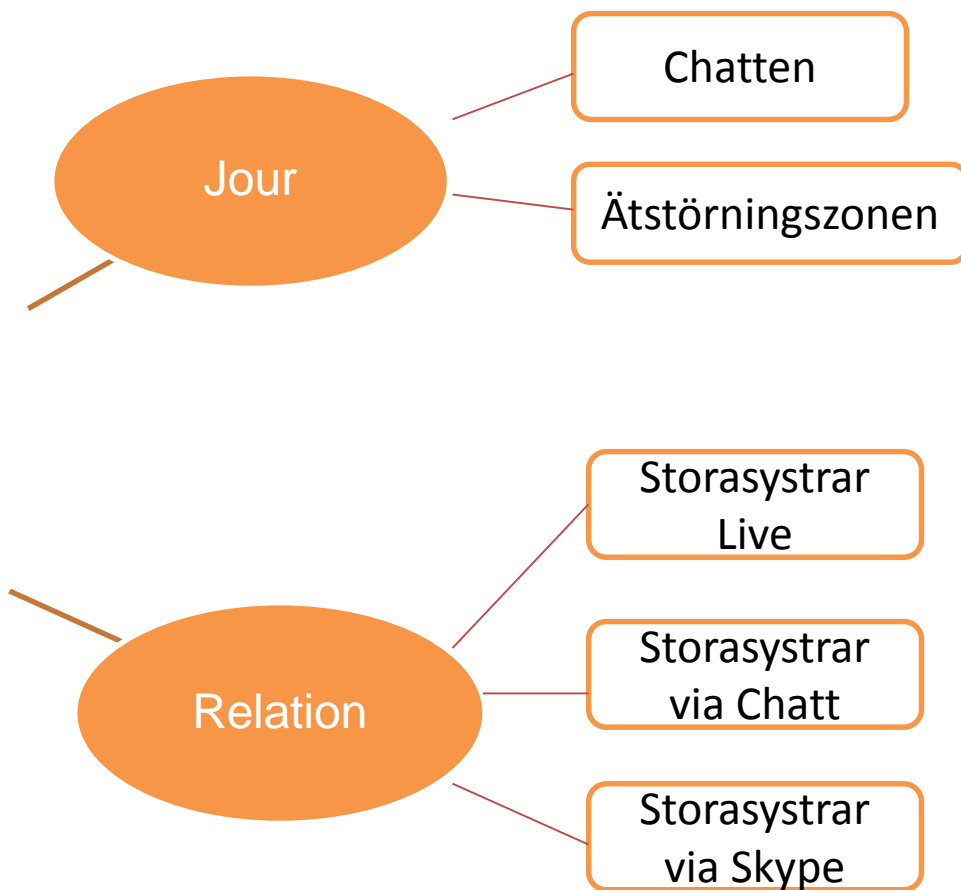 Jour
Chatten
Ätstörningszonen
Relation
Storasystrar
Live
Storasystrar
via Chatt
Storasystrar
via Skype